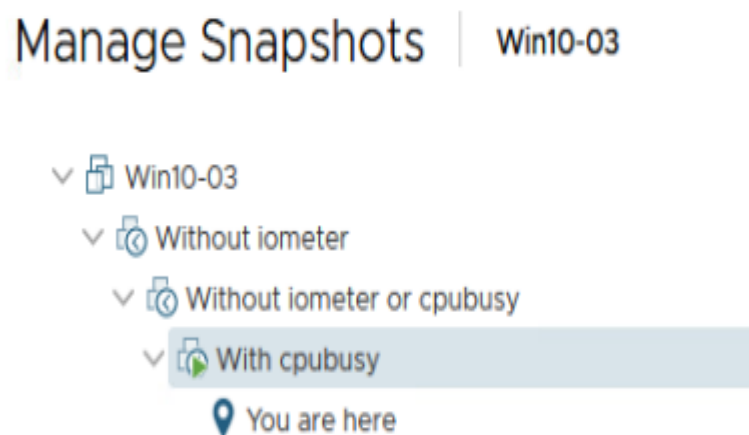 Manage Snapshots Win10-03
Win10-03
Without iometer
Without iometer or cpubusy
With cpubusy
You are here